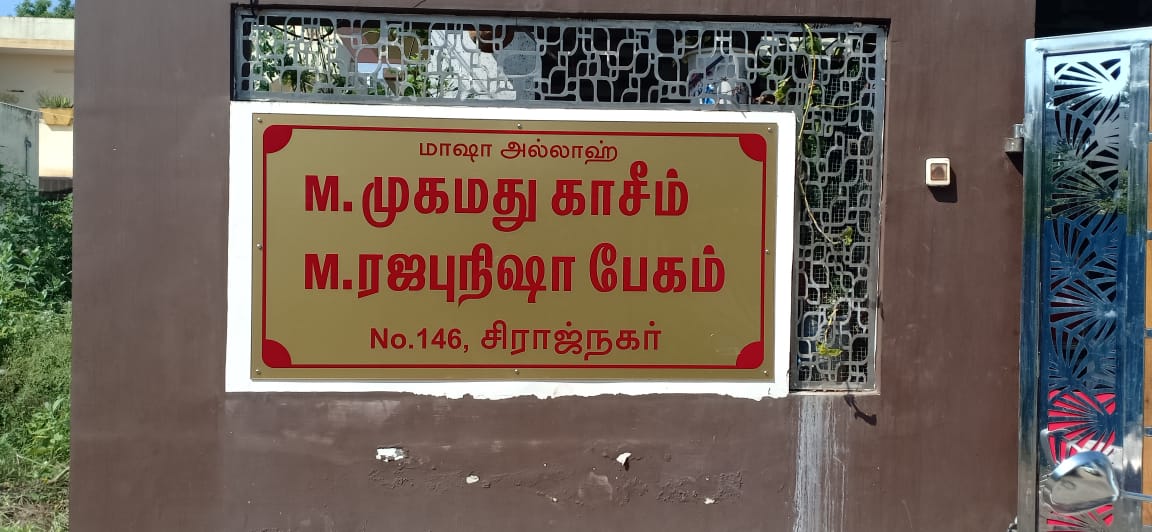 மாஷா அல்லாஹ்
M. முகமது காசீம்
M. ரஜபுநிஷா பேகம்
No.146, சிராஜ்நகர்